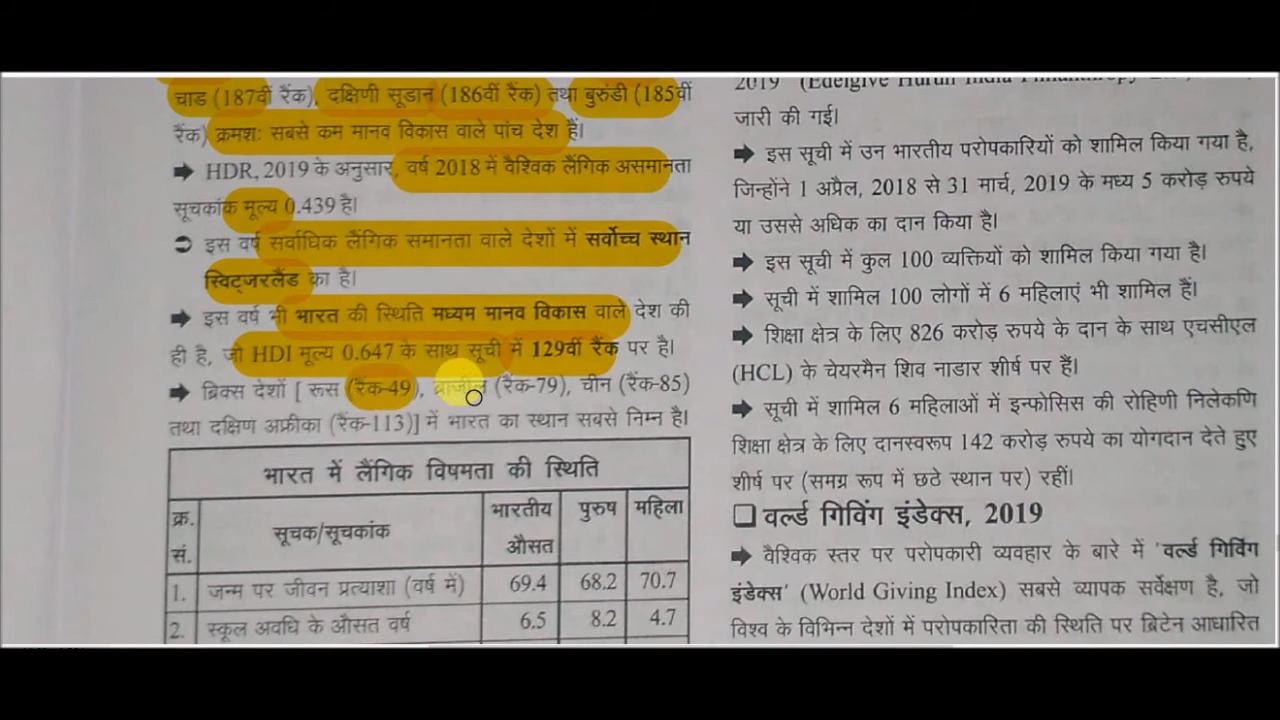 चाड (187वीं रैंक), दक्षिणी सूडान (186वीं रैंक) तथा बुरुंडी (185वीं
रैंक) क्रमशः सबसे कम मानव विकास वाले पांच देश हैं।
➡ HDR, 2019 के अनुसार, वर्ष 2018 में वैश्विक लैंगिक असमानता
सूचकांक मूल्य 0.439 है।
➲ इस वर्ष सर्वाधिक लैंगिक समानता वाले देशों में सर्वोच्च स्थान
स्विट्जरलैंड का है।
➡ इस वर्ष भी भारत की स्थिति मध्यम मानव विकास वाले देश की
ही है, जो HDI मूल्य 0.647 के साथ सूची में 129वीं रैंक पर है।
➡ ब्रिक्स देशों [ रूस (रैंक-49), ब्राजील (रैंक-79), चीन (रैंक-85)
तथा दक्षिण अफ्रीका (रैंक-113)] में भारत का स्थान सबसे निम्न है।
भारत में लैंगिक विषमता की स्थिति
क्र. सं. सूचक/सूचकांक भारतीय औसत पुरुष महिला
1. जन्म पर जीवन प्रत्याशा (वर्ष में) 69.4 68.2 70.7
2. स्कूल अवधि के औसत वर्ष 6.5 8.2 4.7
2019 (Edelgive Hurun India Philanthropy
जारी की गई।
➡ इस सूची में उन भारतीय परोपकारियों को शामिल किया गया है,
जिन्होंने 1 अप्रैल, 2018 से 31 मार्च, 2019 के मध्य 5 करोड़ रुपये
या उससे अधिक का दान किया है।
➡ इस सूची में कुल 100 व्यक्तियों को शामिल किया गया है।
➡ सूची में शामिल 100 लोगों में 6 महिलाएं भी शामिल हैं।
➡ शिक्षा क्षेत्र के लिए 826 करोड़ रुपये के दान के साथ एचसीएल
(HCL) के चेयरमैन शिव नाडार शीर्ष पर हैं।
➡ सूची में शामिल 6 महिलाओं में इन्फोसिस की रोहिणी निलेकणि
शिक्षा क्षेत्र के लिए दानस्वरूप 142 करोड़ रुपये का योगदान देते हुए
शीर्ष पर (समग्र रूप में छठे स्थान पर) रहीं।
❑ वर्ल्ड गिविंग इंडेक्स, 2019
➡ वैश्विक स्तर पर परोपकारी व्यवहार के बारे में 'वर्ल्ड गिविंग
इंडेक्स' (World Giving Index) सबसे व्यापक सर्वेक्षण है, जो
विश्व के विभिन्न देशों में परोपकारिता की स्थिति पर ब्रिटेन आधारित